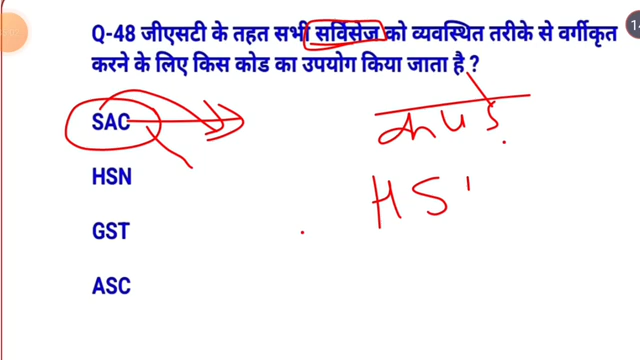 Q-48 जीएसटी के तहत सभी सर्विसेज को व्यवस्थित तरीके से वर्गीकृत
करने के लिए किस कोड का उपयोग किया जाता है ?
SAC
HSN
GST
ASC
HS